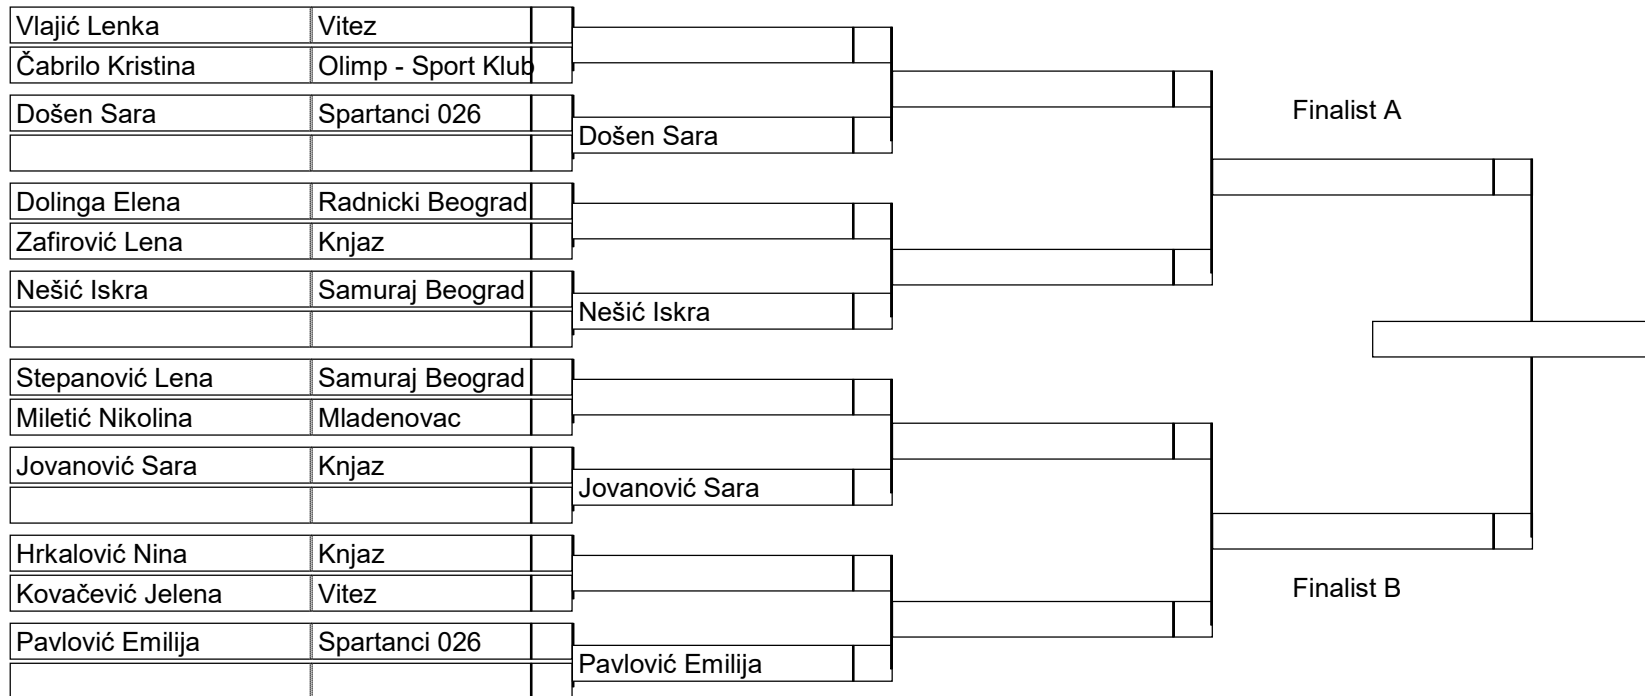 Vlajić Lenka Vitez
Čabrilo Kristina Olimp - Sport Klub
Došen Sara Spartanci 026
Došen Sara
Dolinga Elena Radnicki Beograd
Zafirović Lena Knjaz
Nešić Iskra Samuraj Beograd
Nešić Iskra
Stepanović Lena Samuraj Beograd
Miletić Nikolina Mladenovac
Jovanović Sara Knjaz
Jovanović Sara
Hrkalović Nina Knjaz
Kovačević Jelena Vitez
Pavlović Emilija Spartanci 026
Pavlović Emilija
Finalist A
Finalist B